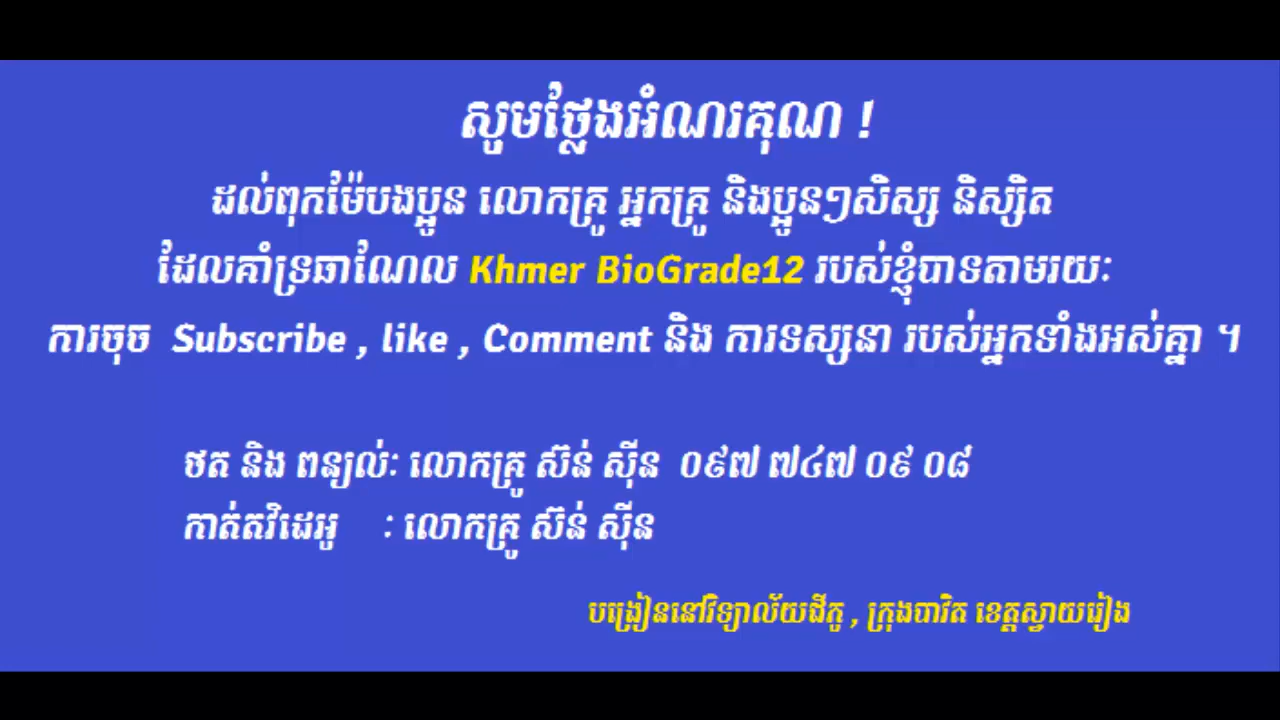 សូមថ្លែងអំណរគុណ !
ដល់ពុកម៉ែបងប្អូន លោកគ្រូ អ្នកគ្រូ និងប្អូនៗសិស្ស និស្សិត
ដែលគាំទ្រឆាណែល Khmer BioGrade12 របស់ខ្ញុំបាទតាមរយៈ
ការចុច Subscribe , like , Comment និង ការទស្សនា របស់អ្នកទាំងអស់គ្នា ។
ថត និង ពន្យល់ៈ លោកគ្រូ ស៊ន់ ស៊ីន ០៩៧ ៧៤៧ ០៩ ០៨
កាត់តវិដេអូ ៈ លោកគ្រូ ស៊ន់ ស៊ីន
បង្រៀននៅវិទ្យាល័យជីភូ , ក្រុងបាវិត ខេត្តស្វាយរៀង